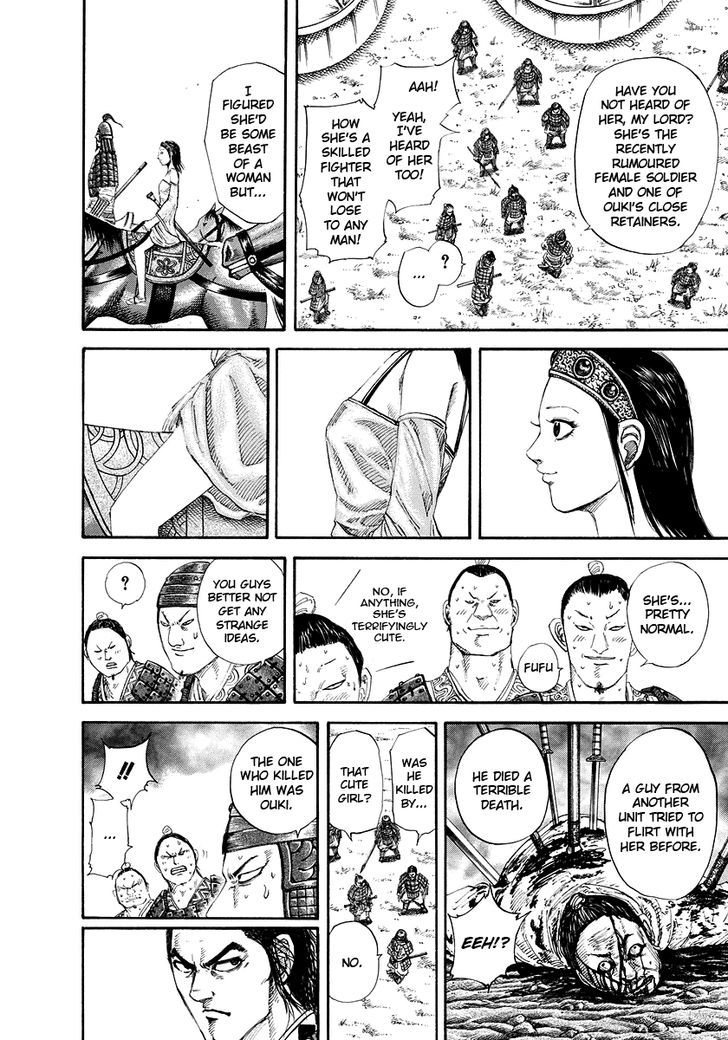 HAVE YOU
NOT HEARD OF
HER, MY LORD?
SHE'S THE
RECENTLY
RUMOURED
FEMALE SOLDIER
AND ONE OF
OUKI'S CLOSE
RETAINERS.
AAH!
YEAH,
I'VE
HEARD
OF HER
TOO!
HOW
SHE'S A
SKILLED
FIGHTER
THAT
WON'T
LOSE
TO ANY
MAN!
?
...
I
FIGURED
SHE'D
BE SOME
BEAST
OF A
WOMAN
BUT...
SHE'S...
PRETTY
NORMAL.
FUFU
NO, IF
ANYTHING,
SHE'S
TERRIFYINGLY
CUTE.
YOU GUYS
BETTER NOT
GET ANY
STRANGE
IDEAS.
?
A GUY FROM
ANOTHER
UNIT TRIED
TO FLIRT WITH
HER BEFORE.
HE DIED A
TERRIBLE
DEATH.
EEH!?
WAS
HE
KILLED
BY...
THAT
CUTE
GIRL?
NO.
THE ONE
WHO KILLED
HIM WAS
OUKI.
!!
...